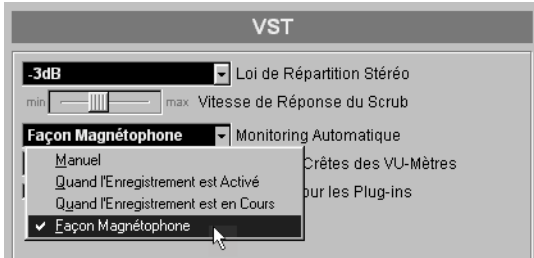 VST
-3dB Loi de Répartition Stéréo
min max Vitesse de Réponse du Scrub
Façon Magnétophone Monitoring Automatique
Manuel
Crêtes des VU-Mètres
Quand l'Enregistrement est Activé
pour les Plug-ins
Quand l'Enregistrement est en Cours
Façon Magnétophone